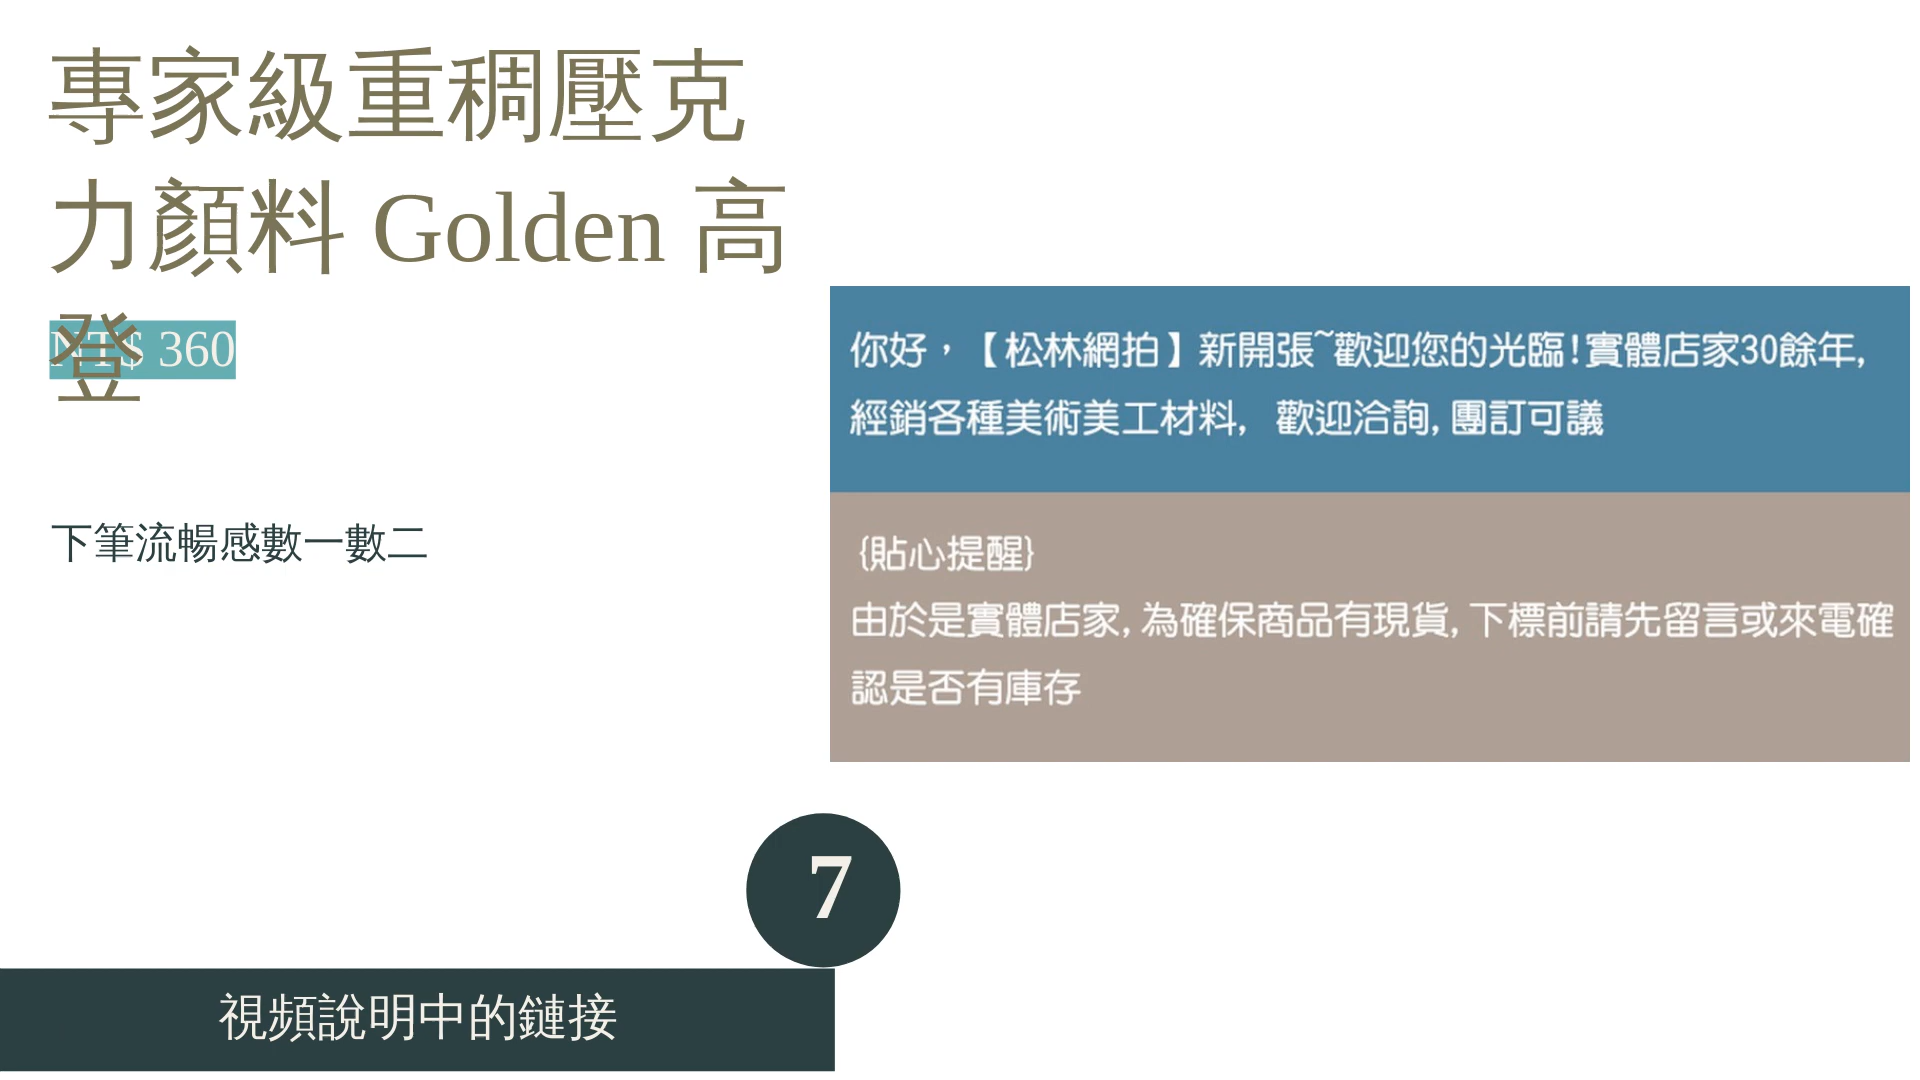 專家級重稠壓克
力顏料 Golden 高
登
NT$ 360
你好，【松林網拍】新開張~歡迎您的光臨!實體店家30餘年,
經銷各種美術美工材料, 歡迎洽詢,團訂可議
下筆流暢感數一數二
{貼心提醒}
由於是實體店家,為確保商品有現貨,下標前請先留言或來電確
認是否有庫存
7
視頻說明中的鏈接